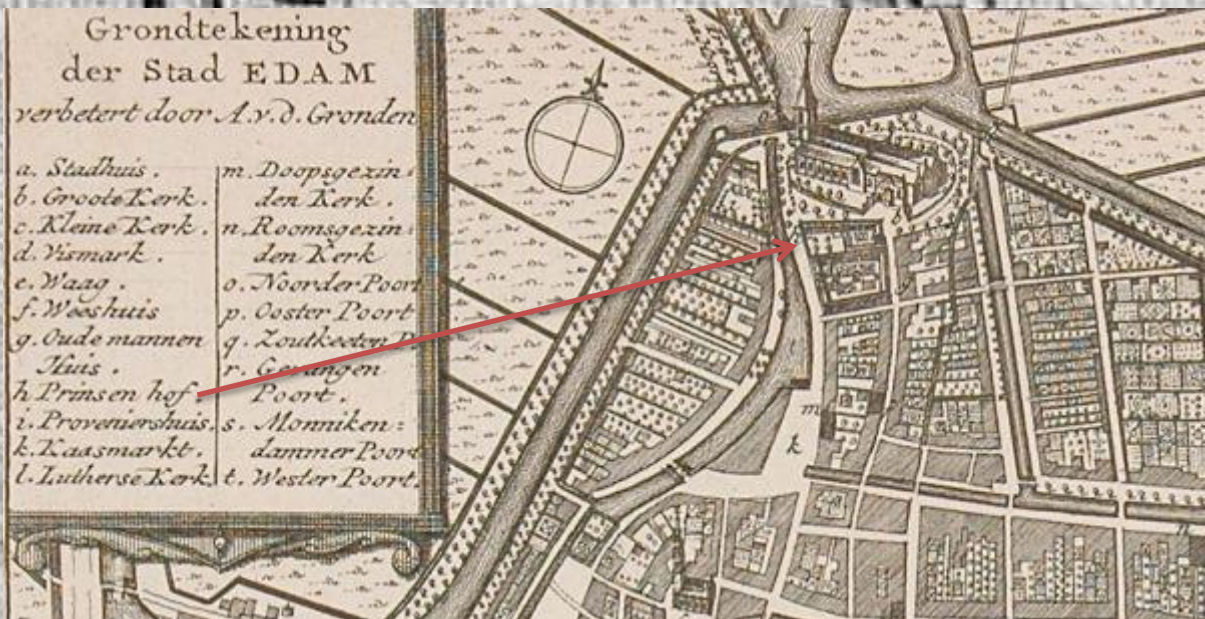 Grondtekening
der Stad EDAM
verbetert door A.v.d. Gronden
a. Stadhuis.
b. Groote Kerk.
c. Kleine Kerk.
d. Vismark.
e. Waag.
f. Weeshuis
g. Oude mannen
Huis.
h Prinsen hof.
i. Proveniershuis.
k. Kaasmarkt.
l. Lutherse Kerk.
m. Doopsgezin:
den Kerk.
n. Roomsgezin:
den Kerk
o. Noorder Poort
p. Ooster Poort
q. Zoutkeeten P.
r. Gevangen
Poort.
s. Monniken:
dammer Poort
t. Wester Poort.
b
m
k